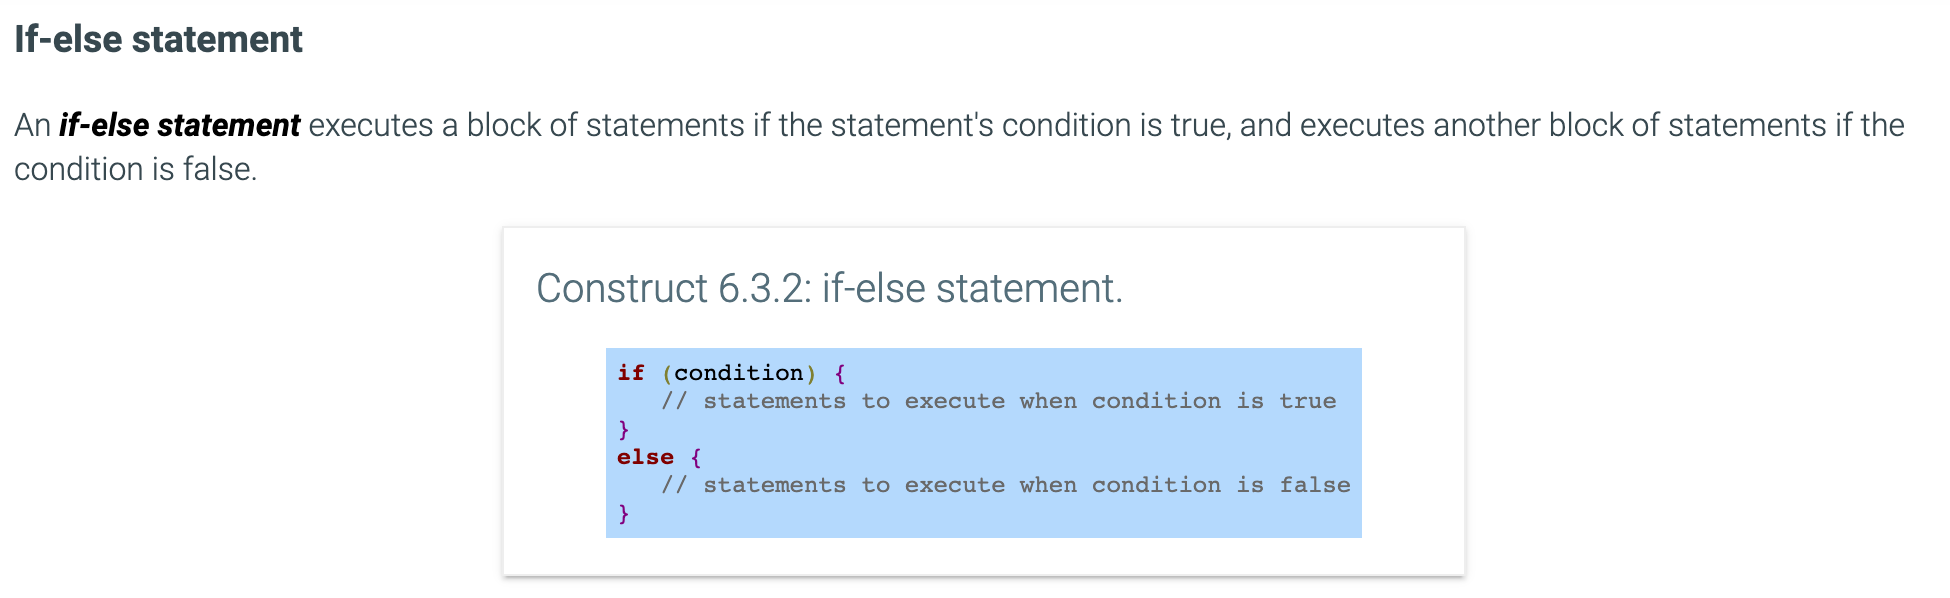 If-else statement
An if-else statement executes a block of statements if the statement's condition is true, and executes another block of statements if the
condition is false.
Construct 6.3.2: if-else statement.
if (condition) {
   // statements to execute when condition is true
}
else {
   // statements to execute when condition is false
}